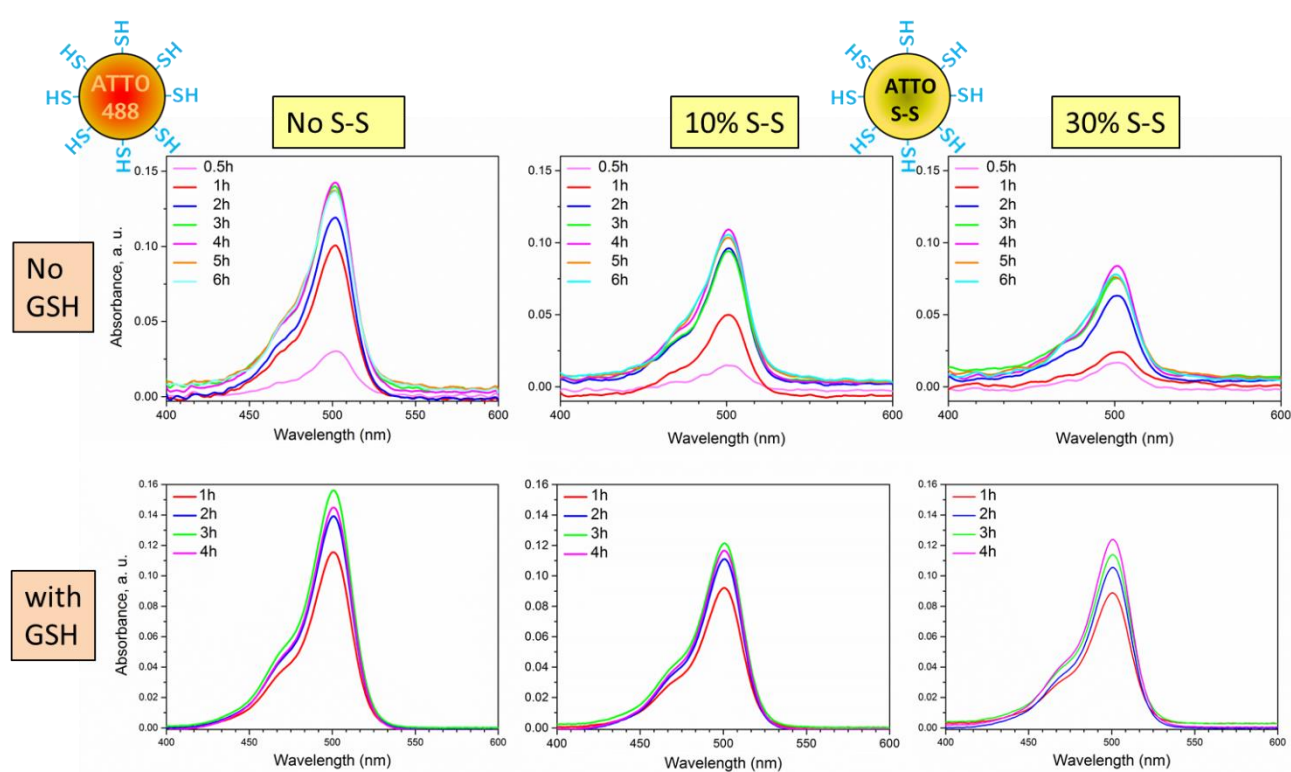 SH
HS
SH
HS
SH
HS
SH
SH
ATTO
488
No S-S
10% S-S
SH
HS
SH
HS
SH
HS
SH
SH
ATTO
S-S
30% S-S
No
GSH
Absorbance, a. u.
0.15
0.10
0.05
0.00
0.5h
1h
2h
3h
4h
5h
6h
400 450 500 550 600
Wavelength (nm)
0.15
0.10
0.05
0.00
0.5h
1h
2h
3h
4h
5h
6h
400 500 600
Wavelength (nm)
0.15
0.10
0.05
0.00
0.5h
1h
2h
3h
4h
5h
6h
400 500 600
Wavelength (nm)
with
GSH
Absorbance, a. u.
0.16
0.14
0.12
0.10
0.08
0.06
0.04
0.02
0.00
1h
2h
3h
4h
400 450 500 550 600
Wavelength (nm)
0.16
0.14
0.12
0.10
0.08
0.06
0.04
0.02
0.00
1h
2h
3h
4h
400 450 500 550 600
Wavelength (nm)
0.16
0.14
0.12
0.10
0.08
0.06
0.04
0.02
0.00
1h
2h
3h
4h
400 450 500 550 600
Wavelength (nm)